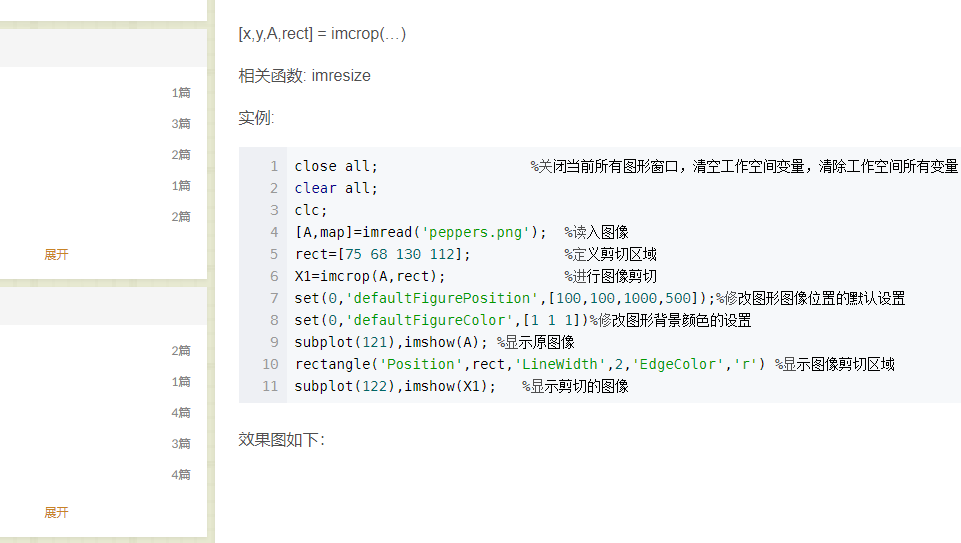 [x,y,A,rect] = imcrop(…)
相关函数: imresize
实例:
1 close all; %关闭当前所有图形窗口，清空工作空间变量，清除工作空间所有变量
2 clear all;
3 clc;
4 [A,map]=imread('peppers.png'); %读入图像
5 rect=[75 68 130 112]; %定义剪切区域
6 X1=imcrop(A,rect); %进行图像剪切
7 set(0,'defaultFigurePosition',[100,100,1000,500]);%修改图形图像位置的默认设置
8 set(0,'defaultFigureColor',[1 1 1])%修改图形背景颜色的设置
9 subplot(121),imshow(A); %显示原图像
10 rectangle('Position',rect,'LineWidth',2,'EdgeColor','r') %显示图像剪切区域
11 subplot(122),imshow(X1); %显示剪切的图像
效果图如下：
1篇
3篇
2篇
1篇
2篇
展开
2篇
1篇
4篇
3篇
4篇
展开